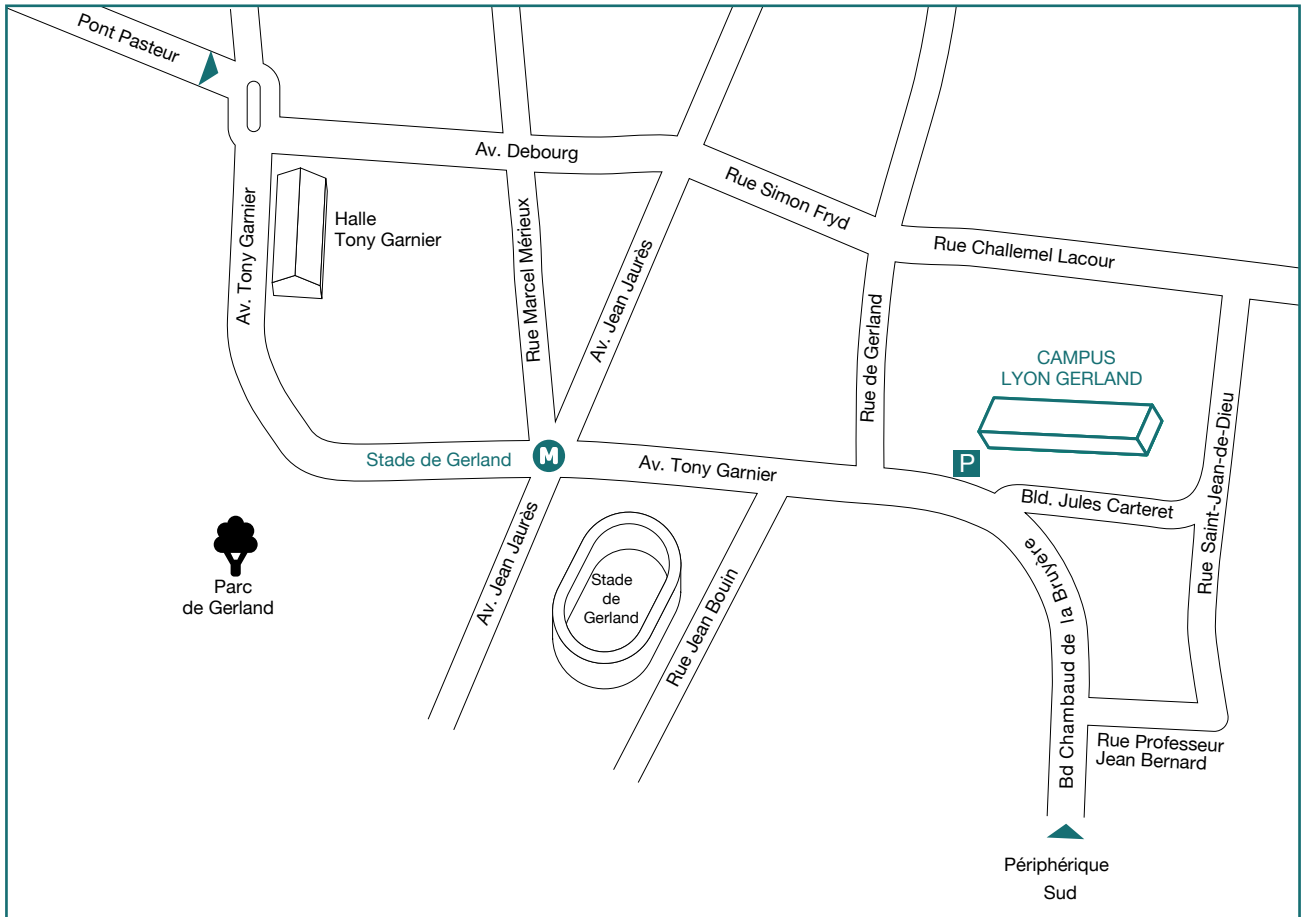 Pont Pasteur
Av. Debourg
Rue Simon Fryd
Av. Tony Garnier
Halle
Tony Garnier
Rue Marcel Mérieux
Av. Jean Jaurès
Rue Challemel Lacour
Rue de Gerland
CAMPUS
LYON GERLAND
Rue Saint-Jean-de-Dieu
Stade de Gerland
M
Av. Tony Garnier
P
Bld. Jules Carteret
Parc
de Gerland
Av. Jean Jaurès
Stade
de
Gerland
Rue Jean Bouin
Bd Chambaud de la Bruyère
Rue Professeur
Jean Bernard
Périphérique
Sud